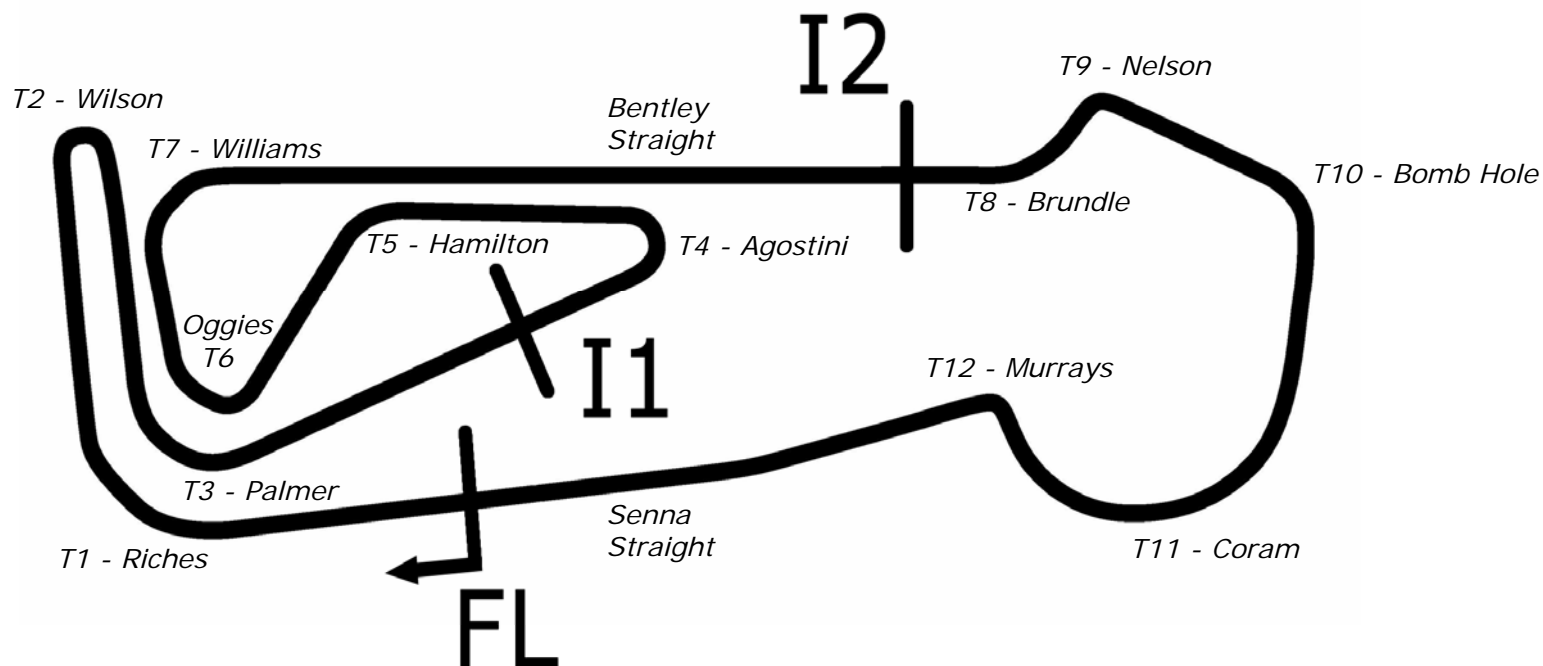 I2
T9 - Nelson
T2 - Wilson
Bentley
Straight
T7 - Williams
T10 - Bomb Hole
T8 - Brundle
T5 - Hamilton
T4 - Agostini
Oggies
T6
I1
T12 - Murrays
T3 - Palmer
Senna
Straight
T1 - Riches
T11 - Coram
FL